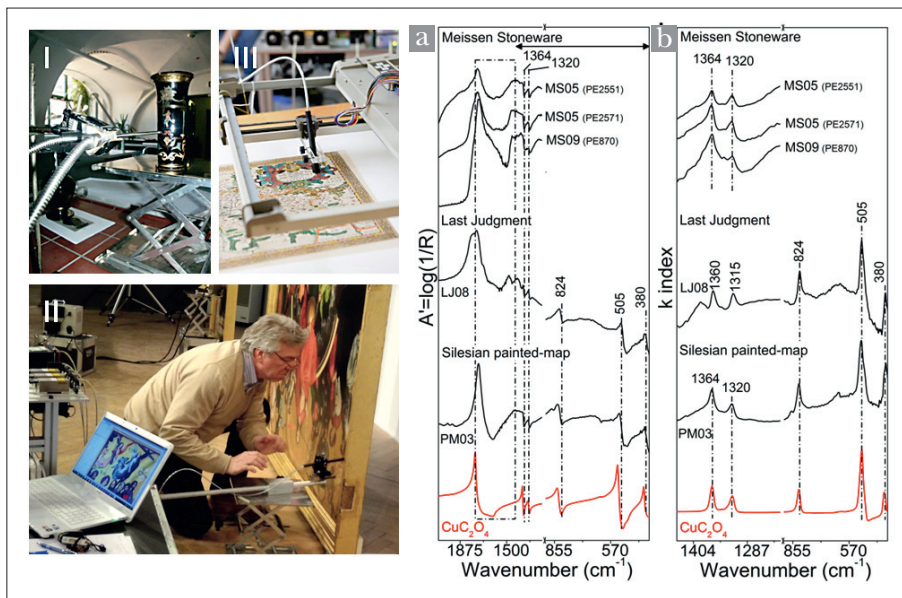 I
III
II
a
Meissen Stoneware
1364
1320
MS05 (PE2551)
MS05 (PE2571)
MS09 (PE870)
Last Judgment
LJ08
824
505
380
Silesian painted-map
PM03
CuC₂O₄
A'=log(1/R)
1875 1500 855 570
Wavenumber (cm⁻¹)
b
Meissen Stoneware
1364 1320
MS05 (PE2551)
MS05 (PE2571)
MS09 (PE870)
Last Judgment
505
824
380
1360
1315
LJ08
Silesian painted-map
1364 1320
PM03
CuC₂O₄
k index
1404 1287 855 570
Wavenumber (cm⁻¹)